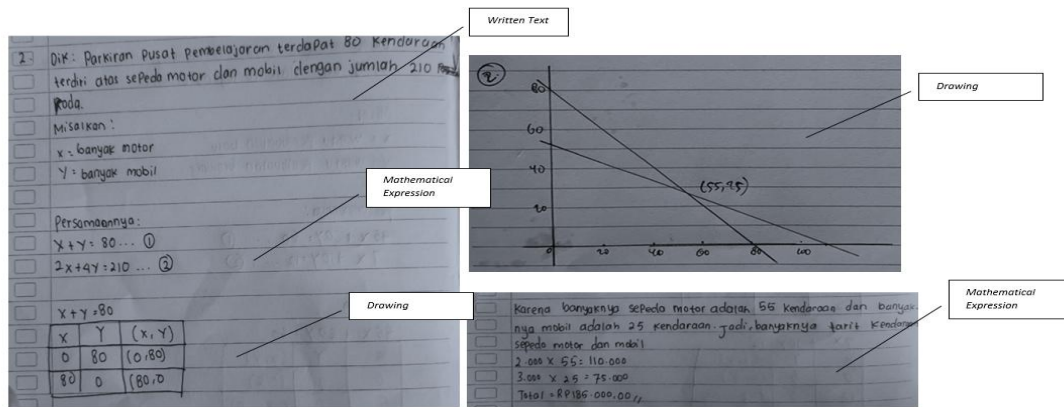 Written Text
2. Dik: Parkiran Pusat Pembelajaran terdapat 80 kendaraan
terdiri atas sepeda motor dan mobil dengan jumlah 210
Roda.
Misalkan:
x = banyak motor
Y = banyak mobil
Mathematical
Expression
Persamaannya:
x + y = 80 ... ①
2x + 4y = 210 ... ②
x + y = 80
Drawing
x Y (x, Y)
0 80 (0,80)
80 0 (80,0
2.
Drawing
80
60
40
20
(55,25)
0 20 40 60 80 100
Mathematical
Expression
Karena banyaknya sepeda motor adalah 55 kendaraan dan banyak
nya mobil adalah 25 kendaraan. Jadi, banyaknya tarif kendara
sepeda motor dan mobil
2.000 x 55 = 110.000
3.000 x 25 = 75.000
Total = RP185.000,00,,